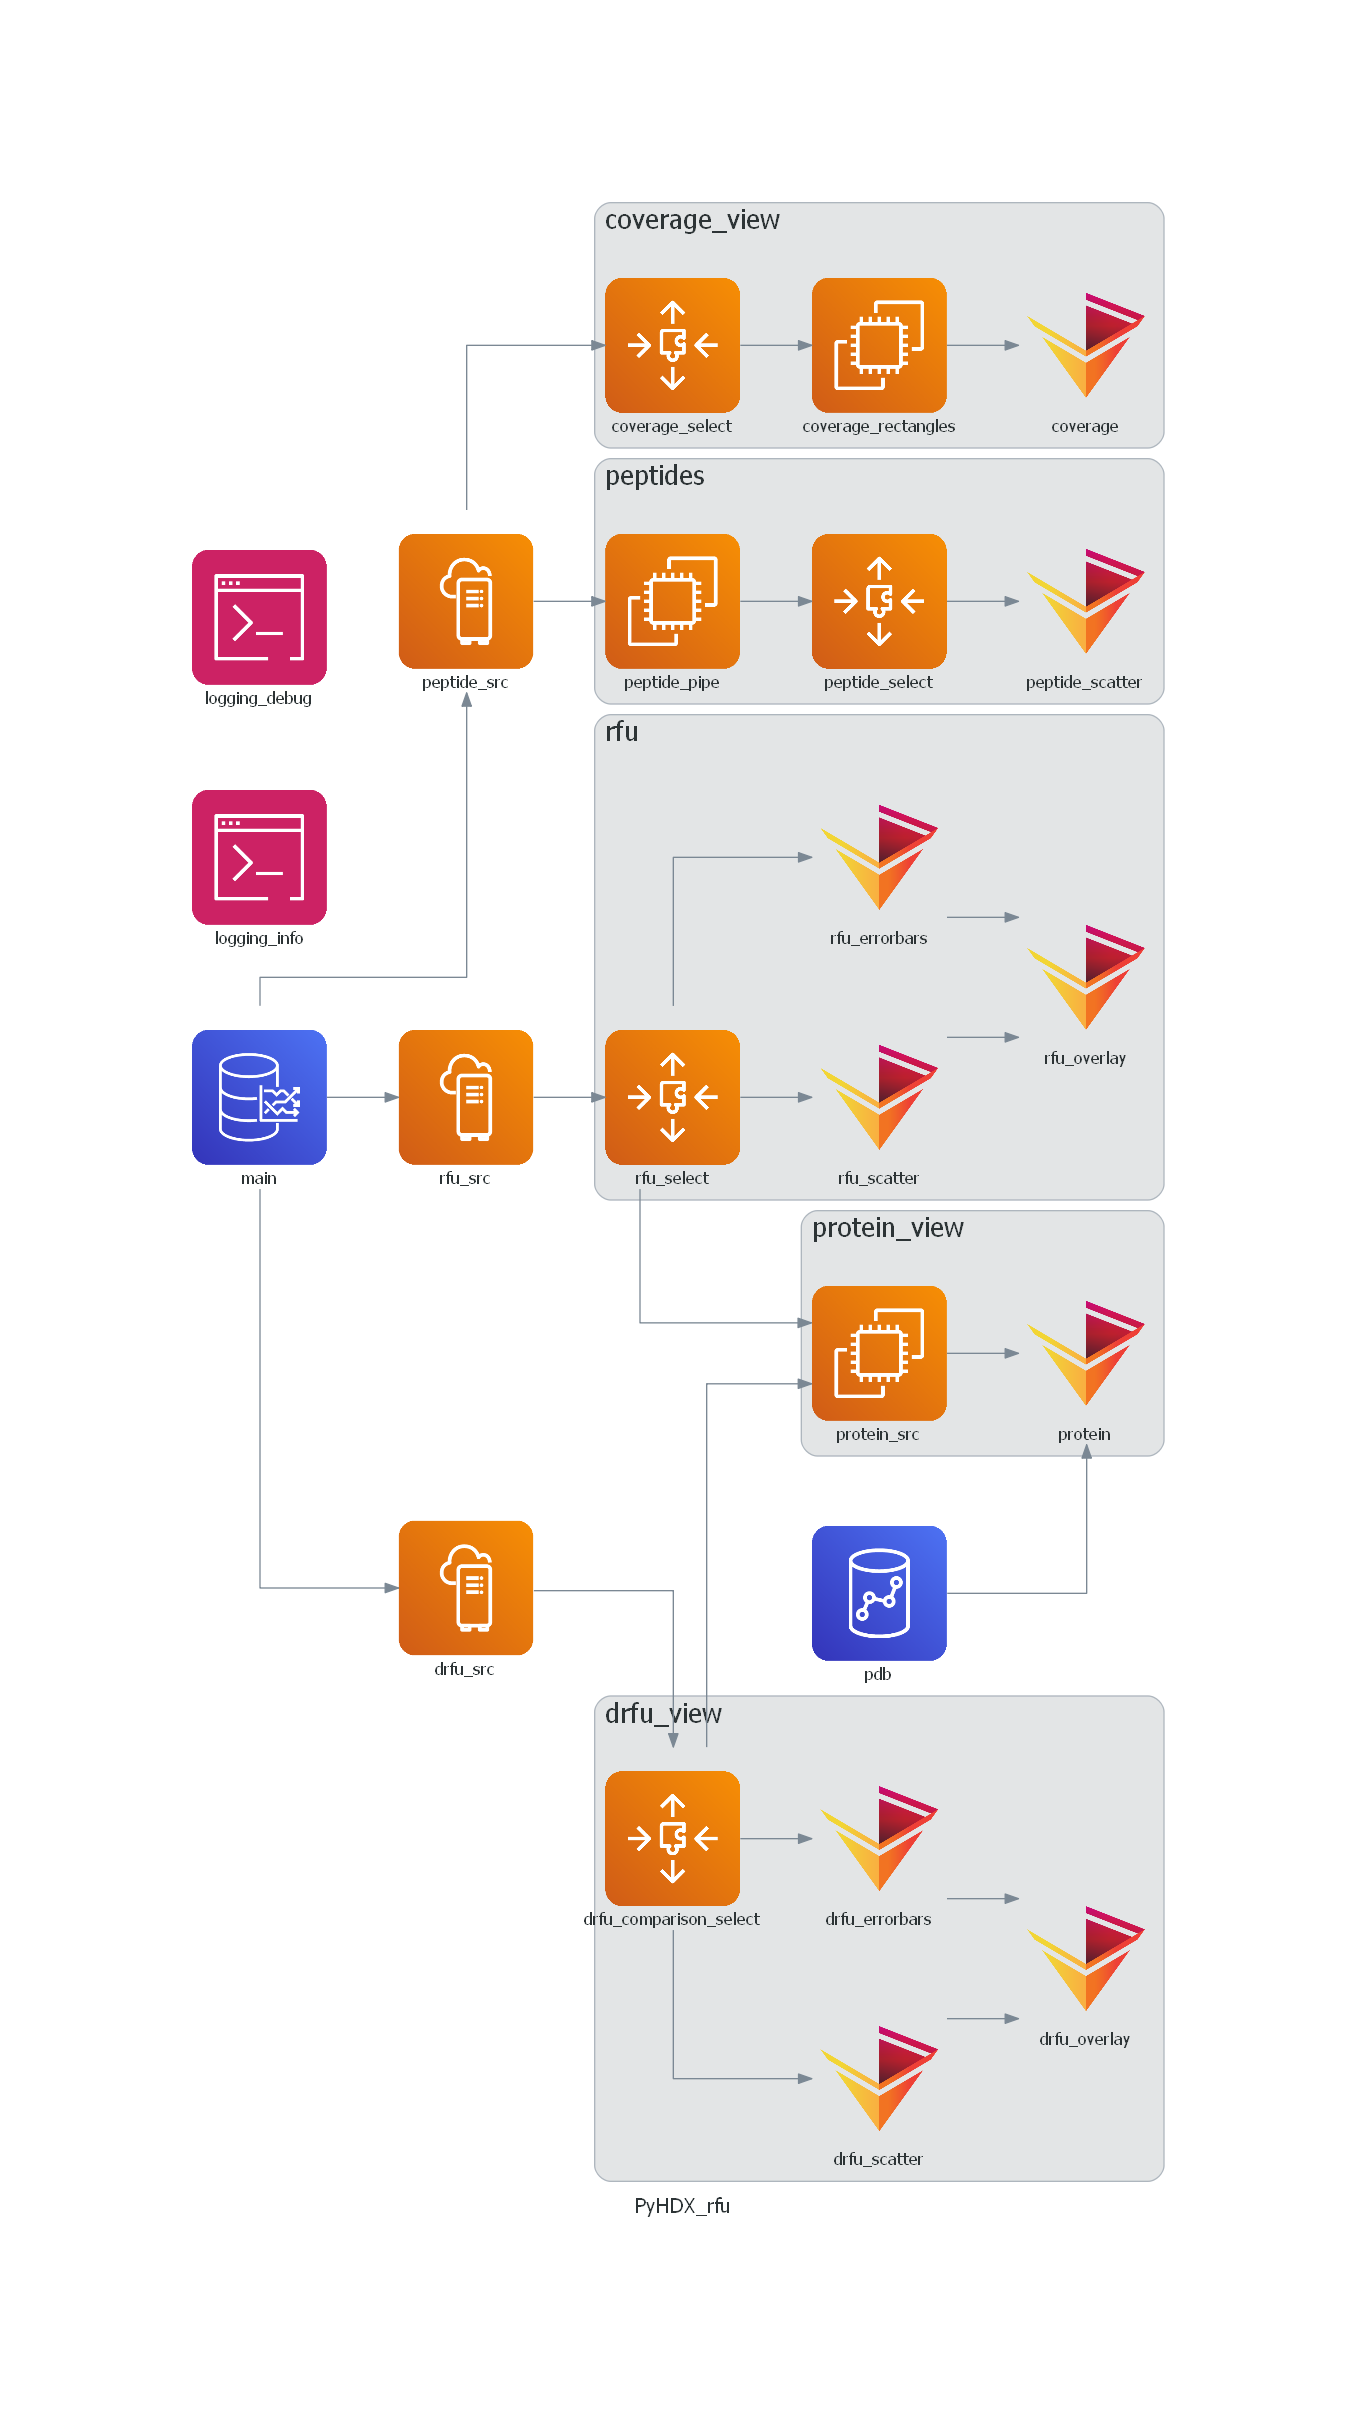 coverage_view
coverage_select
coverage_rectangles
coverage
peptides
logging_debug
peptide_src
peptide_pipe
peptide_select
peptide_scatter
rfu
logging_info
rfu_errorbars
rfu_overlay
main
rfu_src
rfu_select
rfu_scatter
protein_view
protein_src
protein
drfu_src
pdb
drfu_view
drfu_comparison_select
drfu_errorbars
drfu_overlay
drfu_scatter
PyHDX_rfu